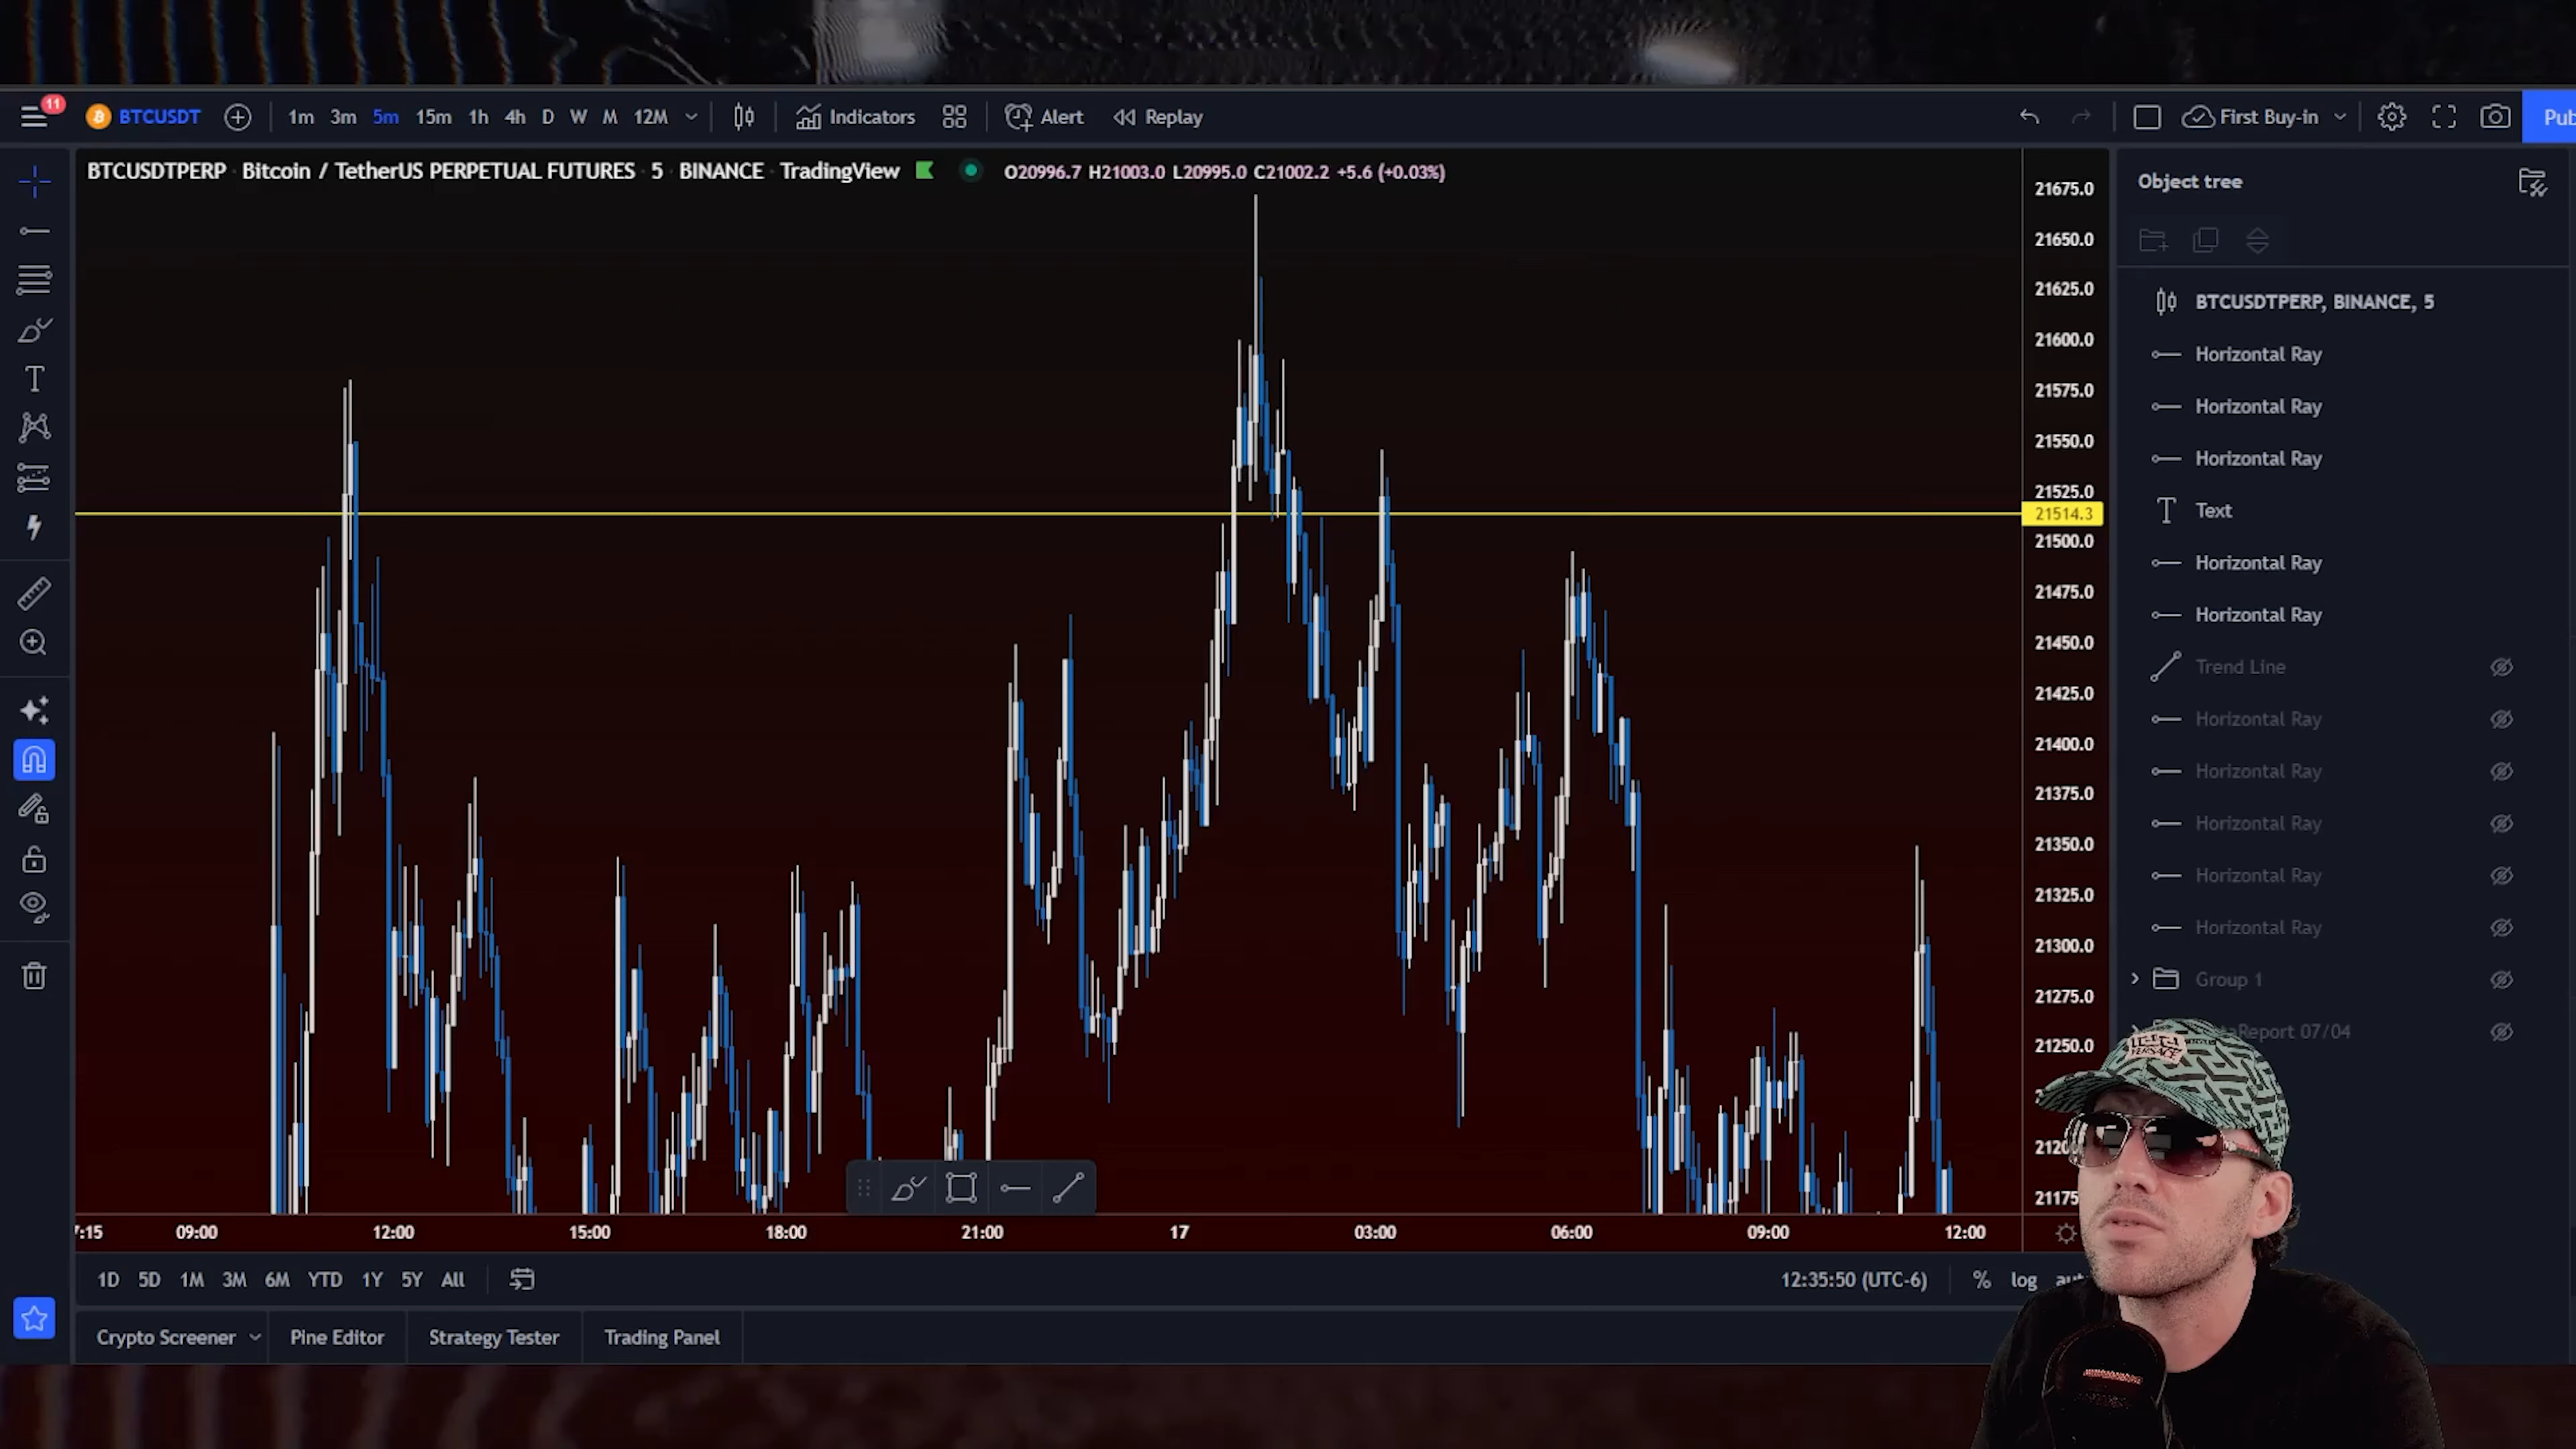 11
BTCUSDT 1m 3m 5m 15m 1h 4h D W M 12M Indicators Alert Replay First Buy-in Pub
BTCUSDTPERP · Bitcoin / TetherUS PERPETUAL FUTURES · 5 · BINANCE · TradingView O20996.7 H21003.0 L20995.0 C21002.2 +5.6 (+0.03%)
21675.0
21650.0
21625.0
21600.0
21575.0
21550.0
21525.0
21514.3
21500.0
21475.0
21450.0
21425.0
21400.0
21375.0
21350.0
21325.0
21300.0
21275.0
21250.0
2120
21175
Object tree
BTCUSDTPERP, BINANCE, 5
Horizontal Ray
Horizontal Ray
Horizontal Ray
Text
Horizontal Ray
Horizontal Ray
Trend Line
Horizontal Ray
Horizontal Ray
Horizontal Ray
Horizontal Ray
Horizontal Ray
Group 1
Report 07/04
VERSACE
7:15 09:00 12:00 15:00 18:00 21:00 17 03:00 06:00 09:00 12:00
1D 5D 1M 3M 6M YTD 1Y 5Y All 12:35:50 (UTC-6) % log
Crypto Screener Pine Editor Strategy Tester Trading Panel